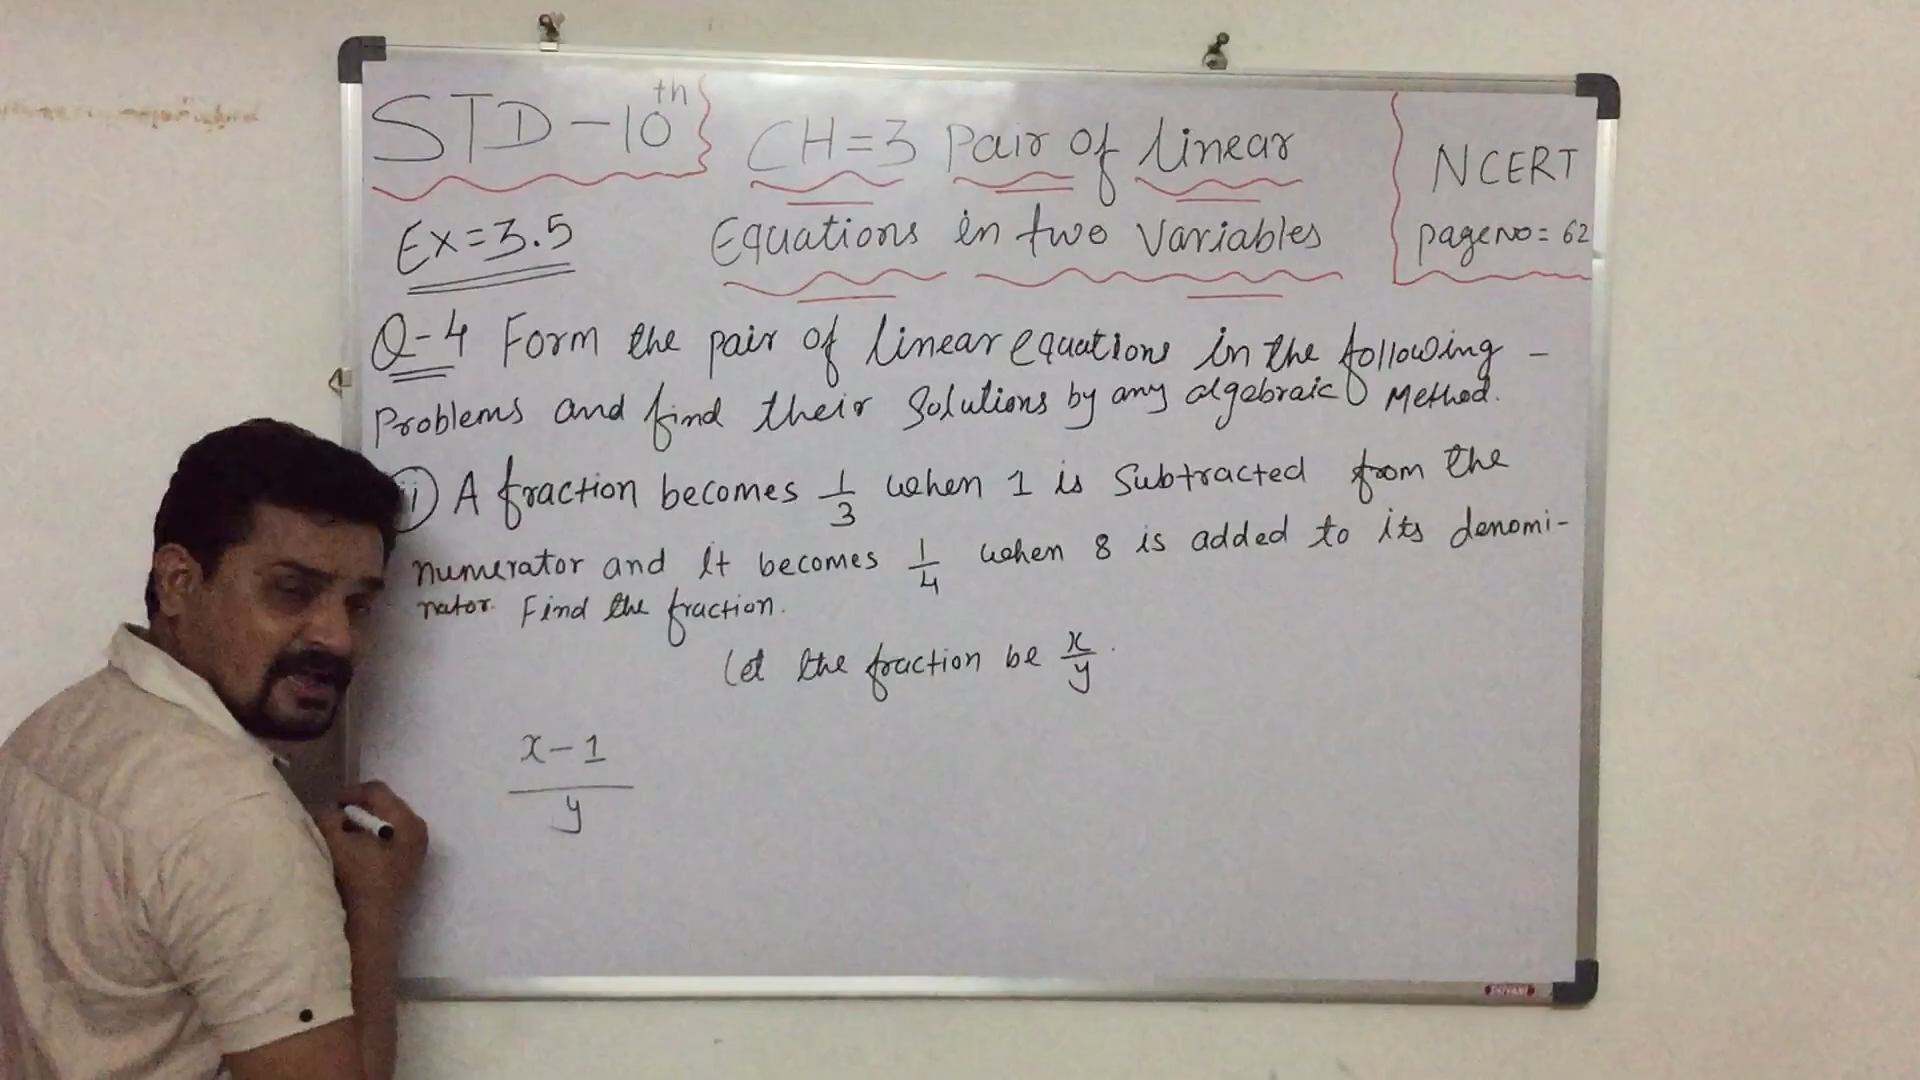 STD-10th
CH=3 Pair of Linear
Equations in two Variables
NCERT
page no = 62
Ex=3.5
Q-4 Form the pair of linear equations in the following -
Problems and find their Solutions by any algebraic Method.
ii) A fraction becomes 1/3 when 1 is Subtracted from the
numerator and It becomes 1/4 when 8 is added to its denomi-
nator. Find the fraction.
Let the fraction be x/y.
x-1
y